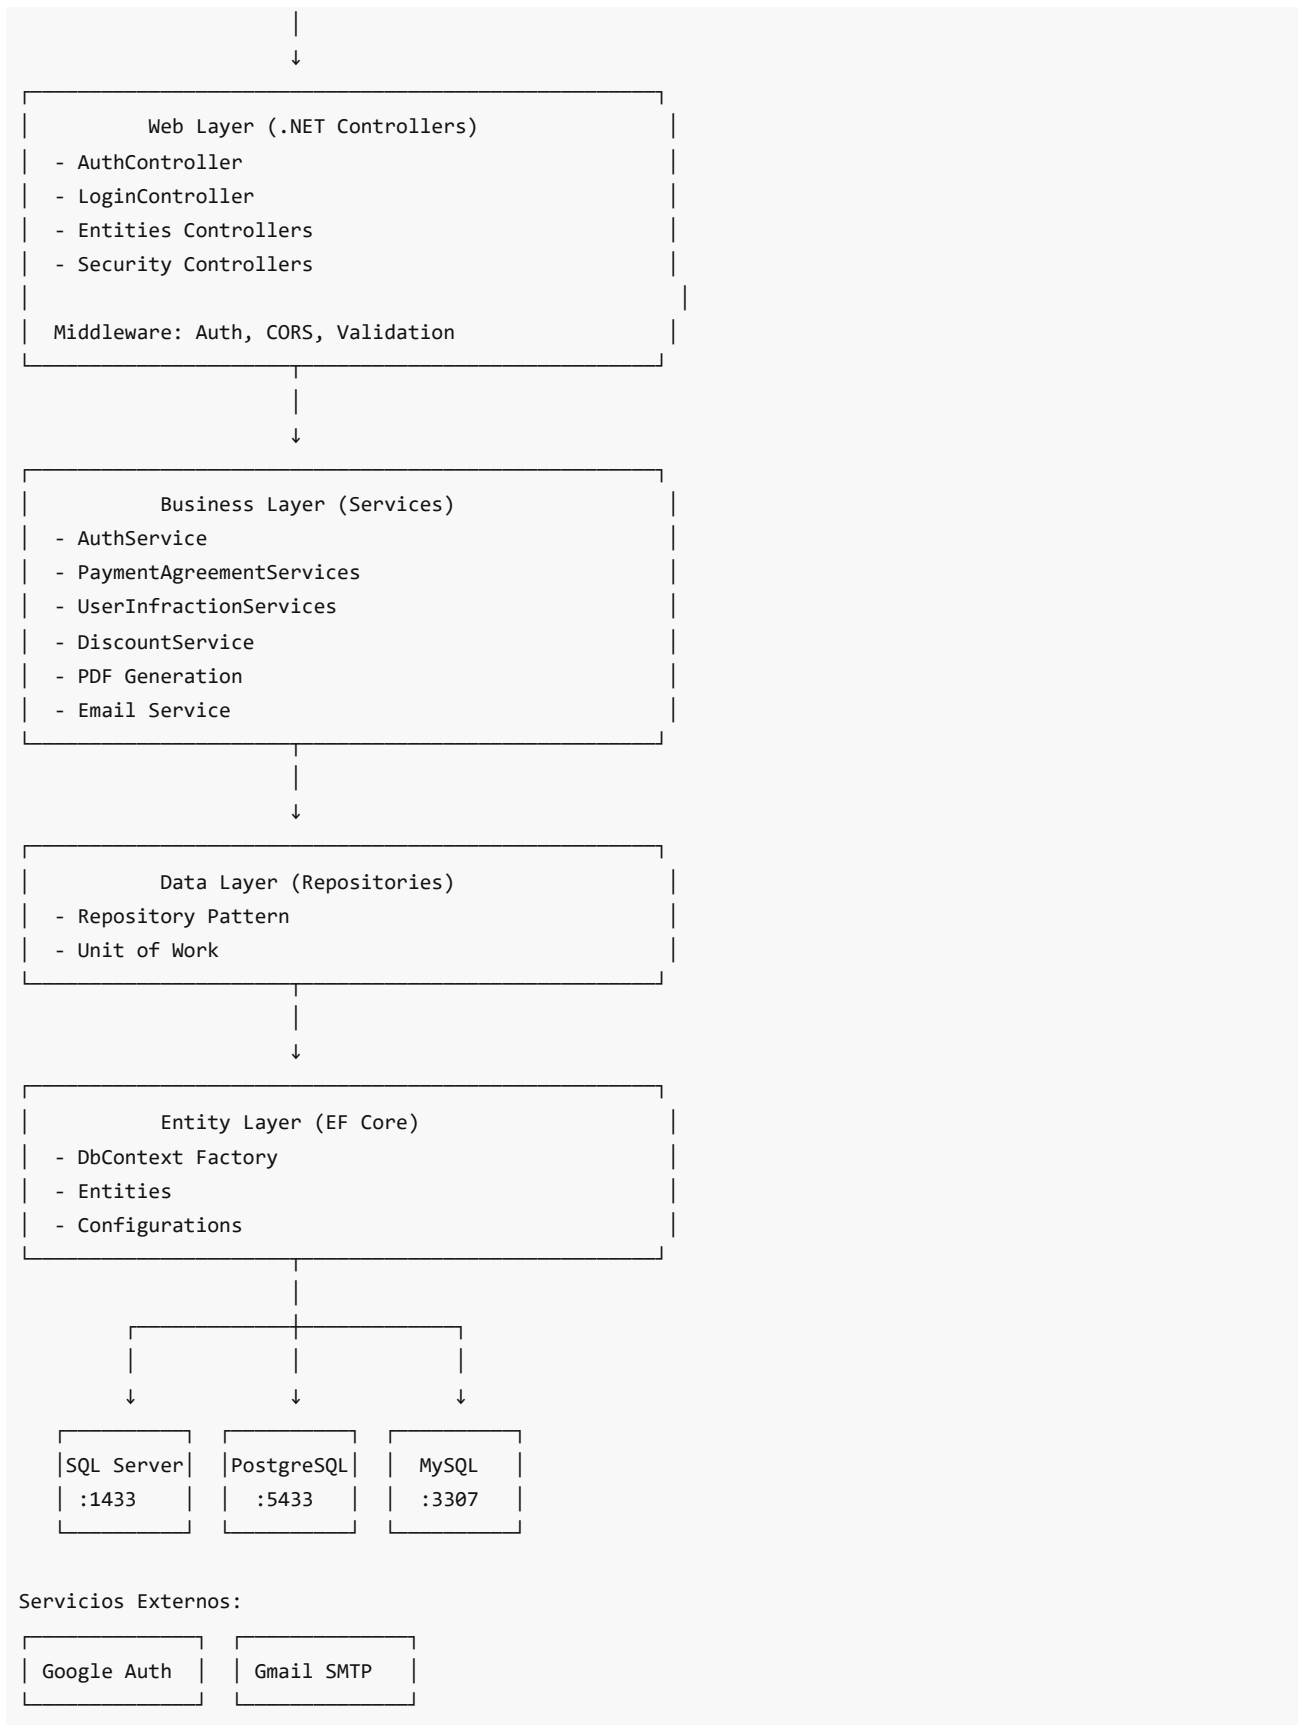 Web Layer (.NET Controllers)
- AuthController
- LoginController
- Entities Controllers
- Security Controllers
Middleware: Auth, CORS, Validation
Business Layer (Services)
- AuthService
- PaymentAgreementServices
- UserInfractionServices
- DiscountService
- PDF Generation
- Email Service
Data Layer (Repositories)
- Repository Pattern
- Unit of Work
Entity Layer (EF Core)
- DbContext Factory
- Entities
- Configurations
SQL Server PostgreSQL MySQL
:1433 :5433 :3307
Servicios Externos:
Google Auth Gmail SMTP